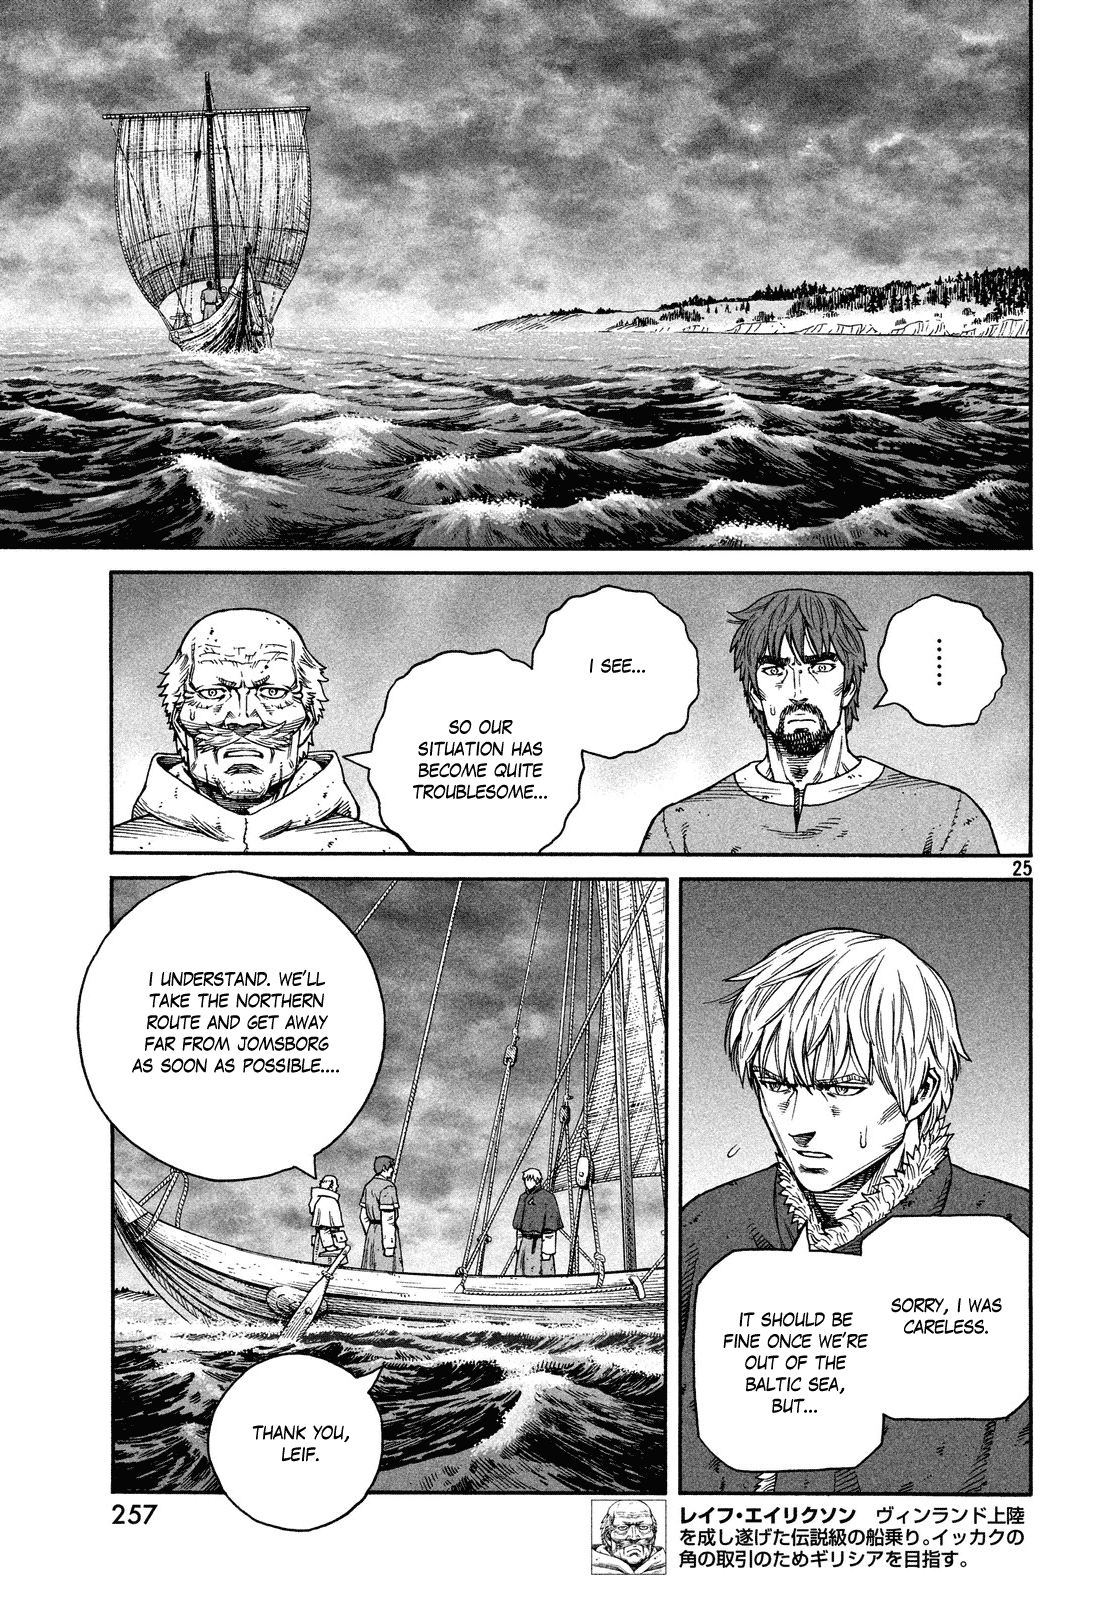 ......
I SEE...
SO OUR
SITUATION HAS
BECOME QUITE
TROUBLESOME...
25
SORRY, I WAS
CARELESS.
IT SHOULD BE
FINE ONCE WE'RE
OUT OF THE
BALTIC SEA,
BUT...
I UNDERSTAND. WE'LL
TAKE THE NORTHERN
ROUTE AND GET AWAY
FAR FROM JOMSBORG
AS SOON AS POSSIBLE....
THANK YOU,
LEIF.
257
レイフ・エイリクソン　ヴィンランド上陸
を成し遂げた伝説級の船乗り。イッカクの
角の取引のためギリシアを目指す。